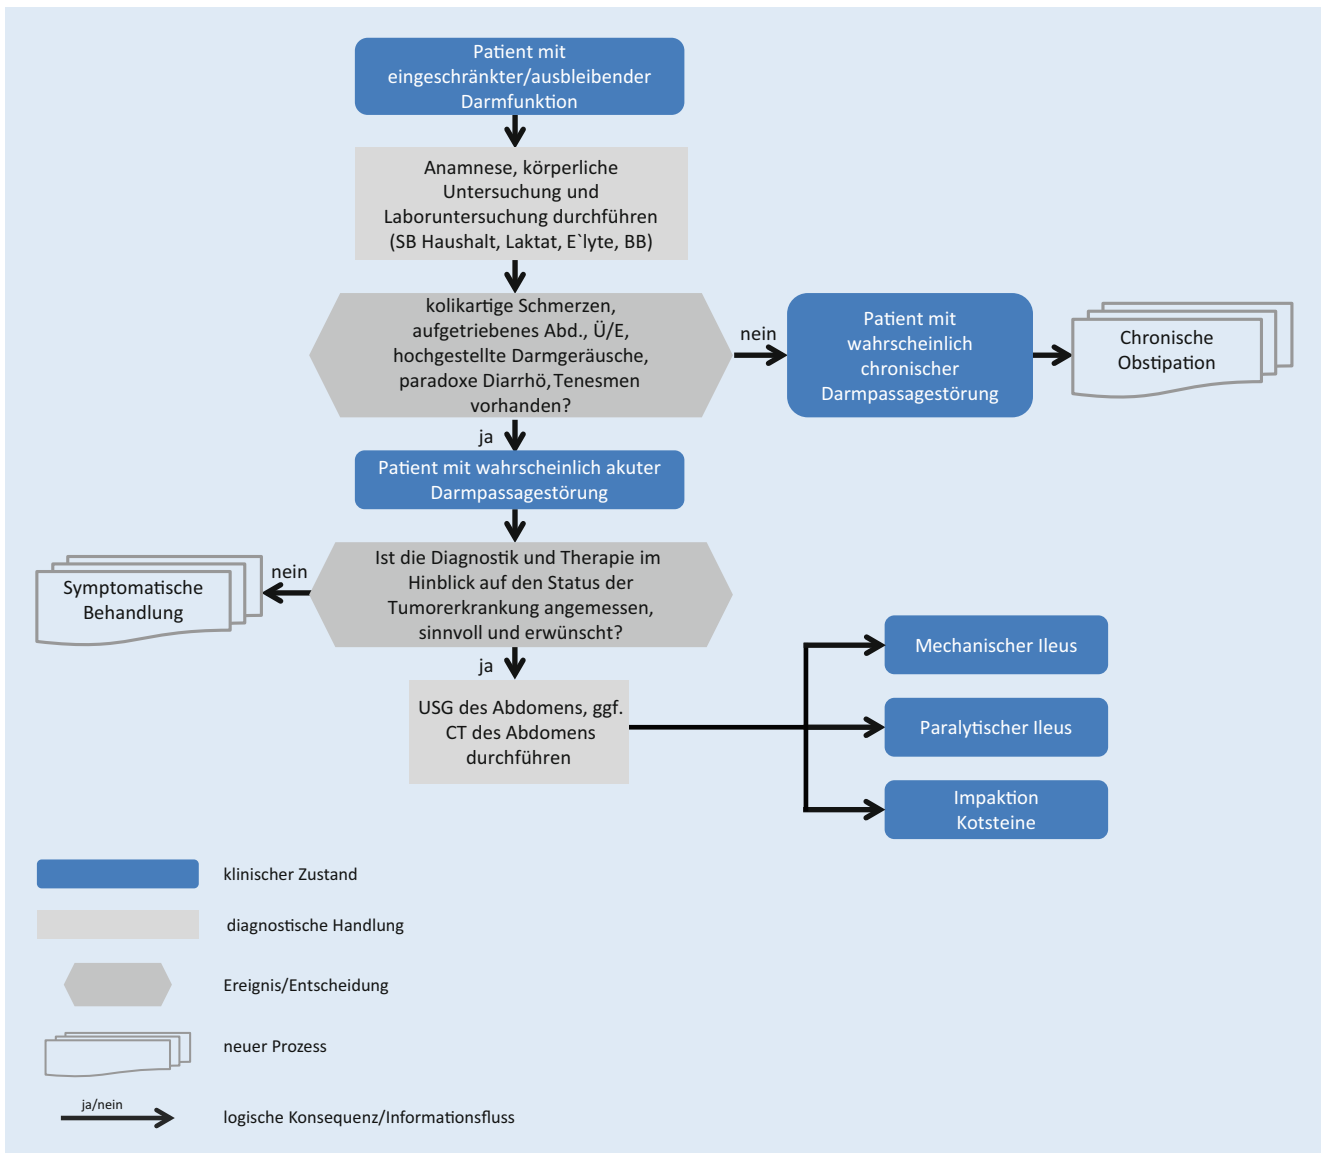 Patient mit
eingeschränkter/ausbleibender
Darmfunktion
Anamnese, körperliche
Untersuchung und
Laboruntersuchung durchführen
(SB Haushalt, Laktat, E`lyte, BB)
kolikartige Schmerzen,
aufgetriebenes Abd., Ü/E,
hochgestellte Darmgeräusche,
paradoxe Diarrhö, Tenesmen
vorhanden?
nein
Patient mit
wahrscheinlich
chronischer
Darmpassagestörung
Chronische
Obstipation
ja
Patient mit wahrscheinlich akuter
Darmpassagestörung
Ist die Diagnostik und Therapie im
Hinblick auf den Status der
Tumorerkrankung angemessen,
sinnvoll und erwünscht?
nein
Symptomatische
Behandlung
ja
USG des Abdomens, ggf.
CT des Abdomens
durchführen
Mechanischer Ileus
Paralytischer Ileus
Impaktion
Kotsteine
klinischer Zustand
diagnostische Handlung
Ereignis/Entscheidung
neuer Prozess
ja/nein
logische Konsequenz/Informationsfluss